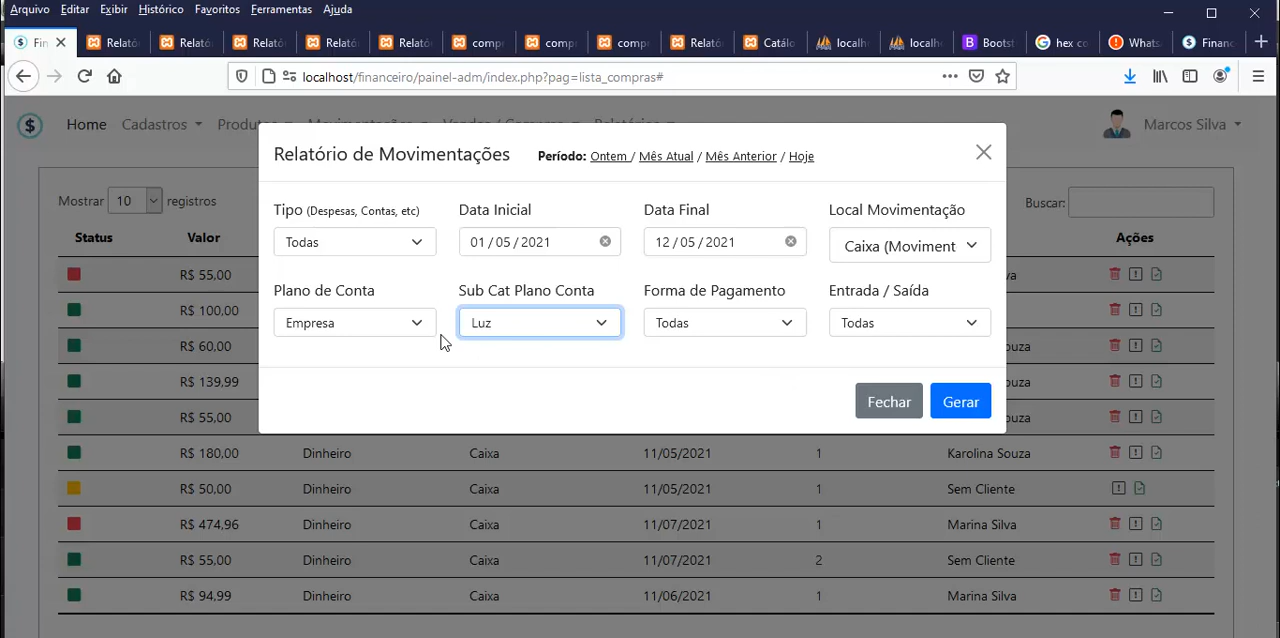 Arquivo Editar Exibir Histórico Favoritos Ferramentas Ajuda
Fin Relató Relató Relató Relató Relató comp comp comp Relató Catálo localh localh Bootst hex co Whats Financ
localhost/financeiro/painel-adm/index.php?pag=lista_compras#
Home Cadastros Produ Relatórios Marcos Silva
Relatório de Movimentações Período: Ontem / Mês Atual / Mês Anterior / Hoje
Mostrar 10 registros Buscar:
Status Valor Ações
Tipo (Despesas, Contas, etc) Data Inicial Data Final Local Movimentação
Todas 01 / 05 / 2021 12 / 05 / 2021 Caixa (Moviment
R$ 55,00 va
Plano de Conta Sub Cat Plano Conta Forma de Pagamento Entrada / Saída
R$ 100,00
Empresa Luz Todas Todas
R$ 60,00 ouza
R$ 139,99 ouza
Fechar Gerar
R$ 55,00 ouza
R$ 180,00 Dinheiro Caixa 11/05/2021 1 Karolina Souza
R$ 50,00 Dinheiro Caixa 11/05/2021 1 Sem Cliente
R$ 474,96 Dinheiro Caixa 11/07/2021 1 Marina Silva
R$ 55,00 Dinheiro Caixa 11/07/2021 2 Sem Cliente
R$ 94,99 Dinheiro Caixa 11/06/2021 1 Marina Silva